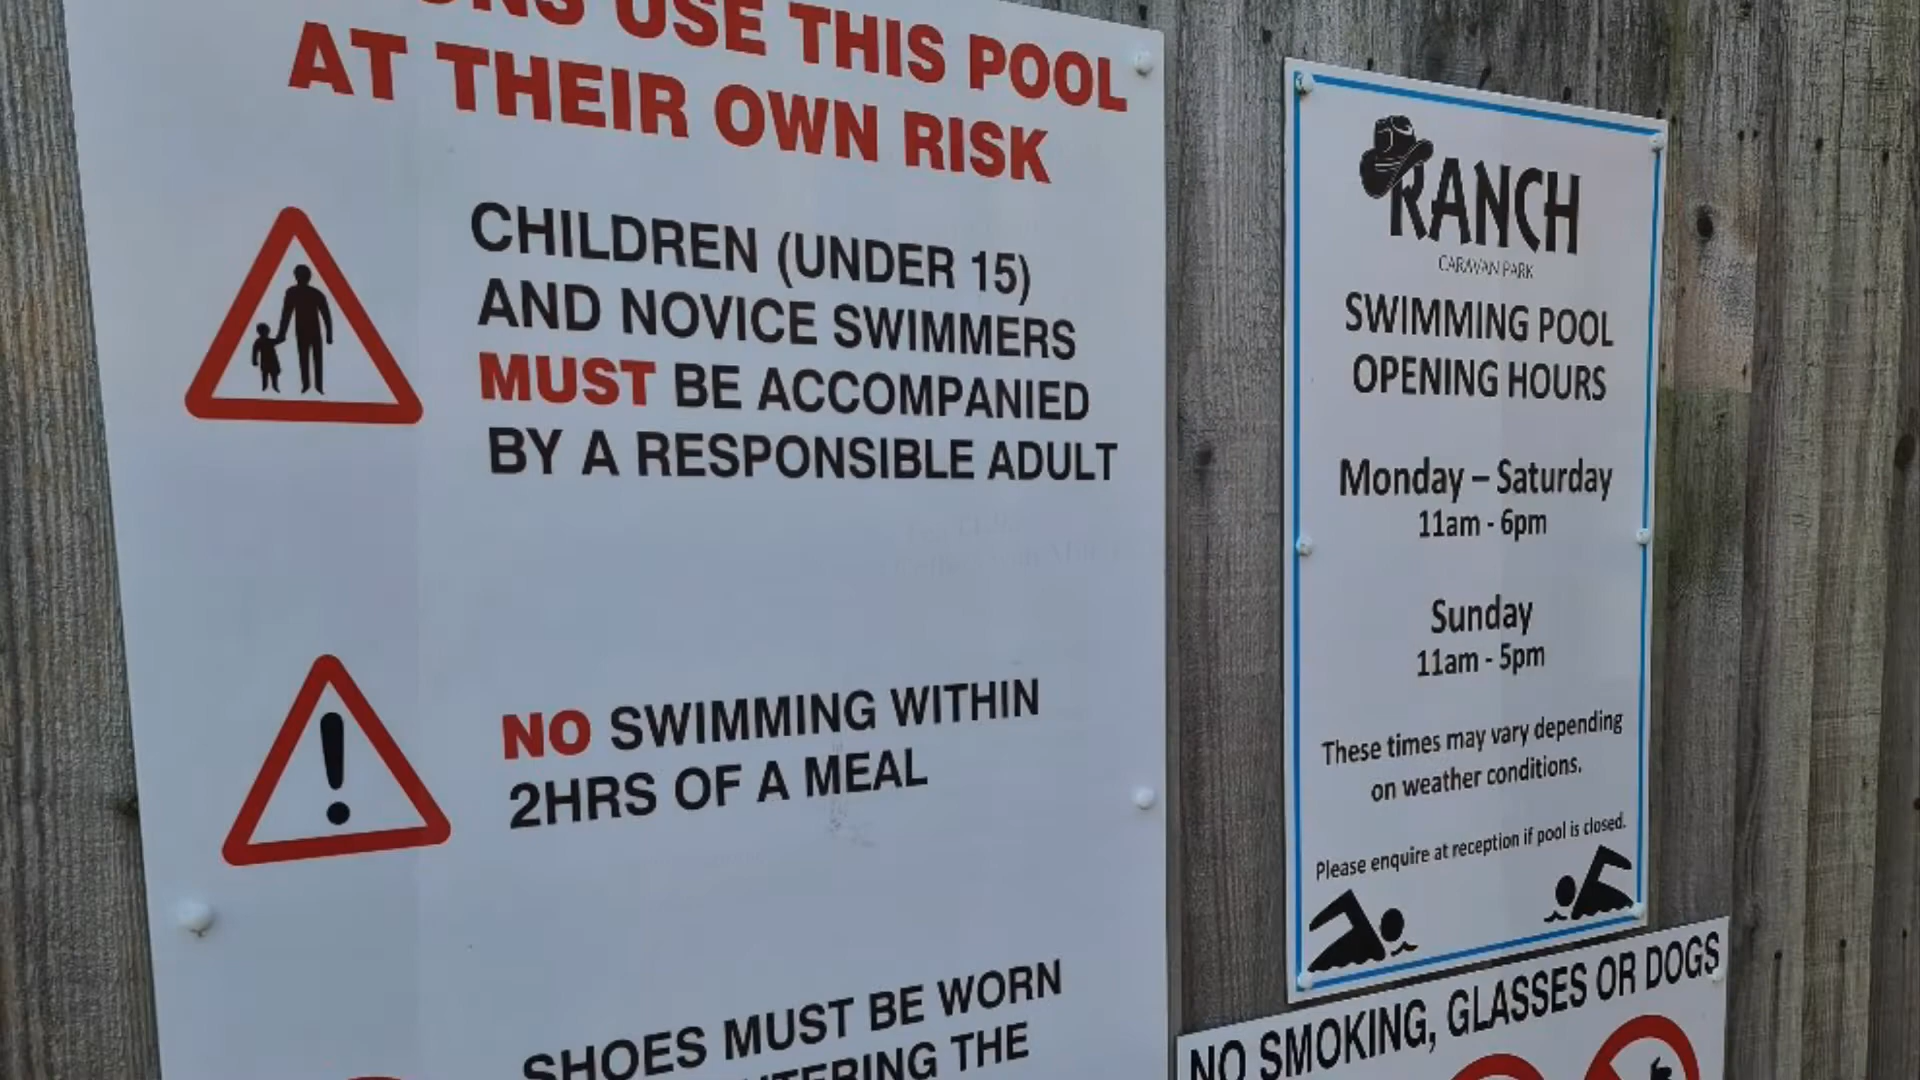 USE THIS POOL
AT THEIR OWN RISK
CHILDREN (UNDER 15)
AND NOVICE SWIMMERS
MUST BE ACCOMPANIED
BY A RESPONSIBLE ADULT
NO SWIMMING WITHIN
2HRS OF A MEAL
SHOES MUST BE WORN
THE
RANCH
CARAVAN PARK
SWIMMING POOL
OPENING HOURS
Monday – Saturday
11am - 6pm
Sunday
11am - 5pm
These times may vary depending
on weather conditions.
Please enquire at reception if pool is closed.
NO SMOKING, GLASSES OR DOGS